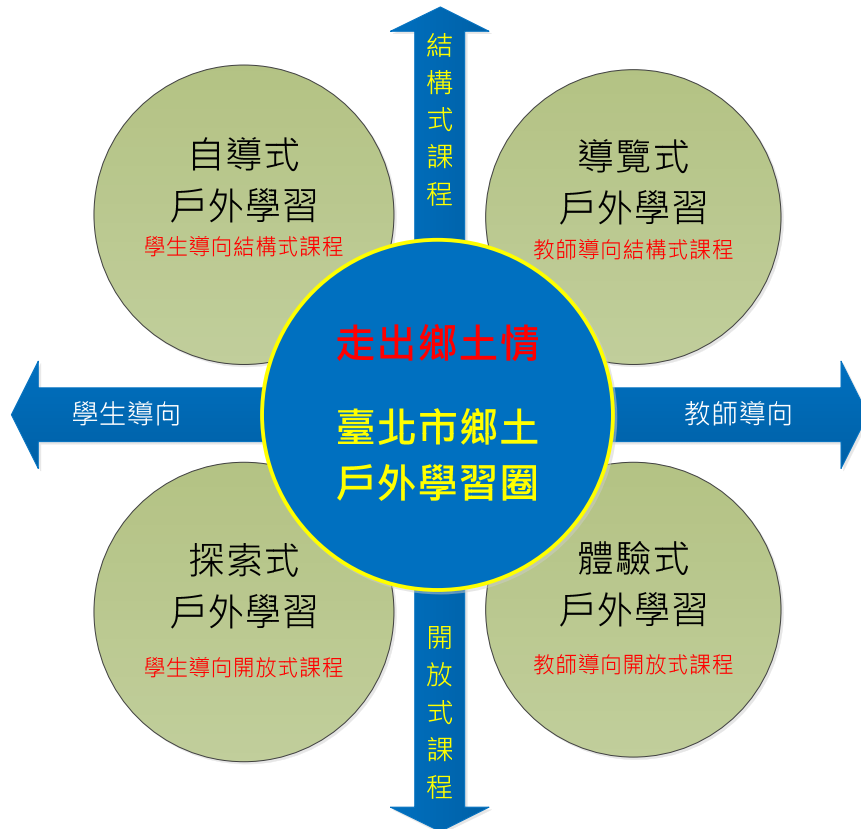 結構式課程
自導式
戶外學習
學生導向結構式課程
導覽式
戶外學習
教師導向結構式課程
走出鄉土情
臺北市鄉土
戶外學習圈
學生導向
教師導向
探索式
戶外學習
學生導向開放式課程
體驗式
戶外學習
教師導向開放式課程
開放式課程